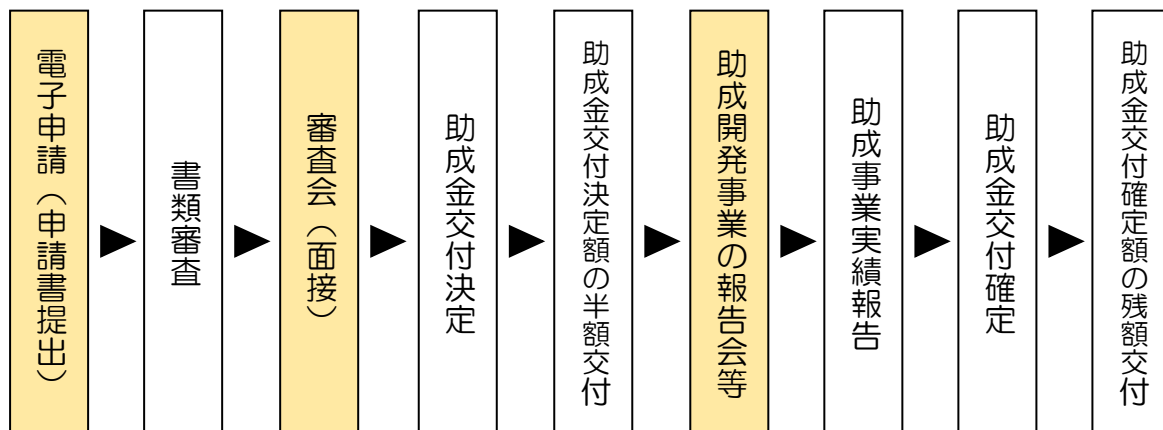 電子申請（申請書提出）
書類審査
審査会（面接）
助成金交付決定
助成金交付決定額の半額交付
助成開発事業の報告会等
助成事業実績報告
助成金交付確定
助成金交付確定額の残額交付